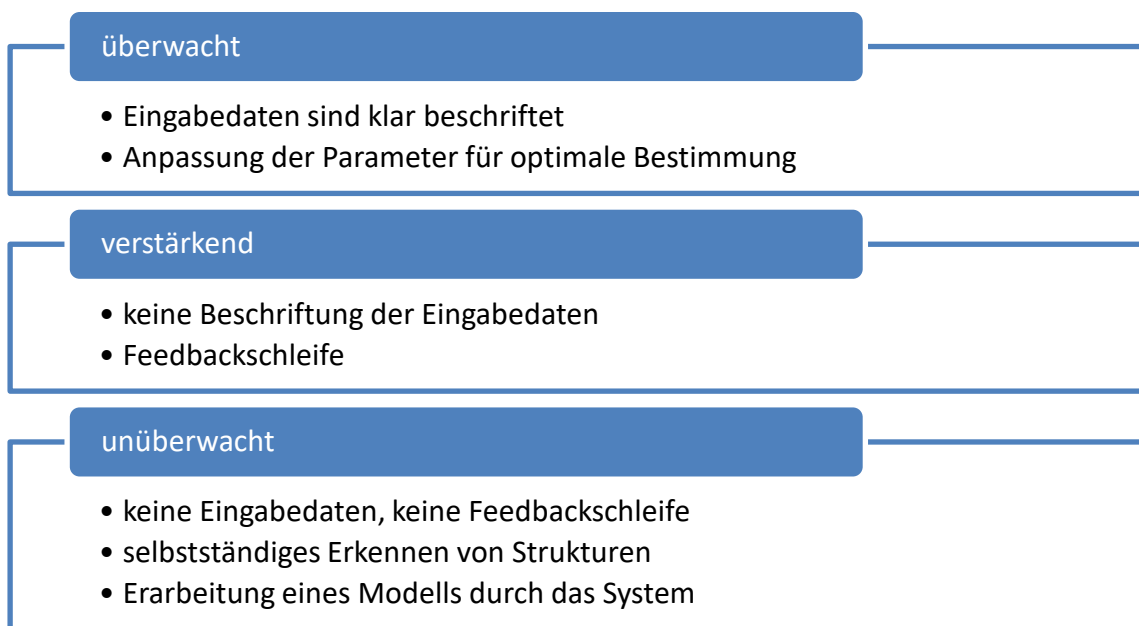 überwacht
• Eingabedaten sind klar beschriftet
• Anpassung der Parameter für optimale Bestimmung
verstärkend
• keine Beschriftung der Eingabedaten
• Feedbackschleife
unüberwacht
• keine Eingabedaten, keine Feedbackschleife
• selbstständiges Erkennen von Strukturen
• Erarbeitung eines Modells durch das System